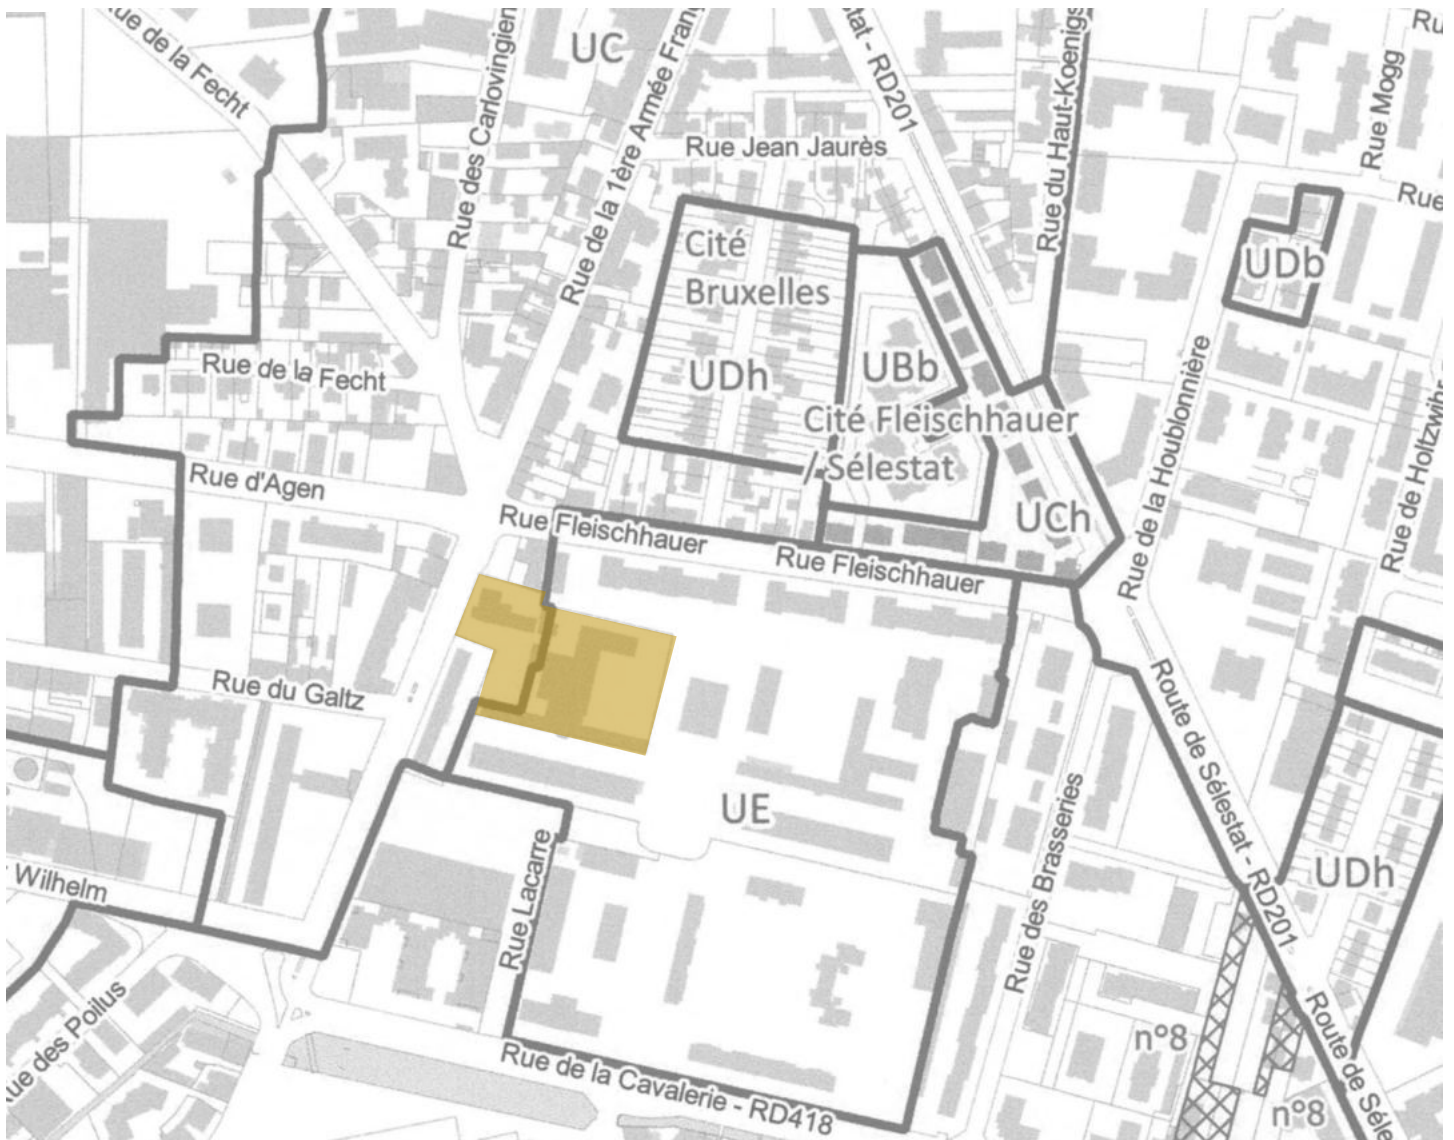 Rue de la Fecht
UC
Rue des Carlovingien
Rue de la 1ère Armée Fran
stat - RD201
Rue du Haut-Koenigs
Rue Mogg
Ru
Rue
Rue Jean Jaurès
Cité
Bruxelles
UDh
UDb
UBb
Cité Fleischhauer
/ Sélestat
UCh
Rue de la Houblonnière
Rue de Holtzwihr
Rue de la Fecht
Rue d'Agen
Rue Fleischhauer
Rue Fleischhauer
Rue du Galtz
UE
Route de Sélestat - RD201
UDh
Rue des Brasseries
Rue Lacarre
Wilhelm
Rue des Poilus
Rue de la Cavalerie - RD418
n°8
n°8
Route de Séle